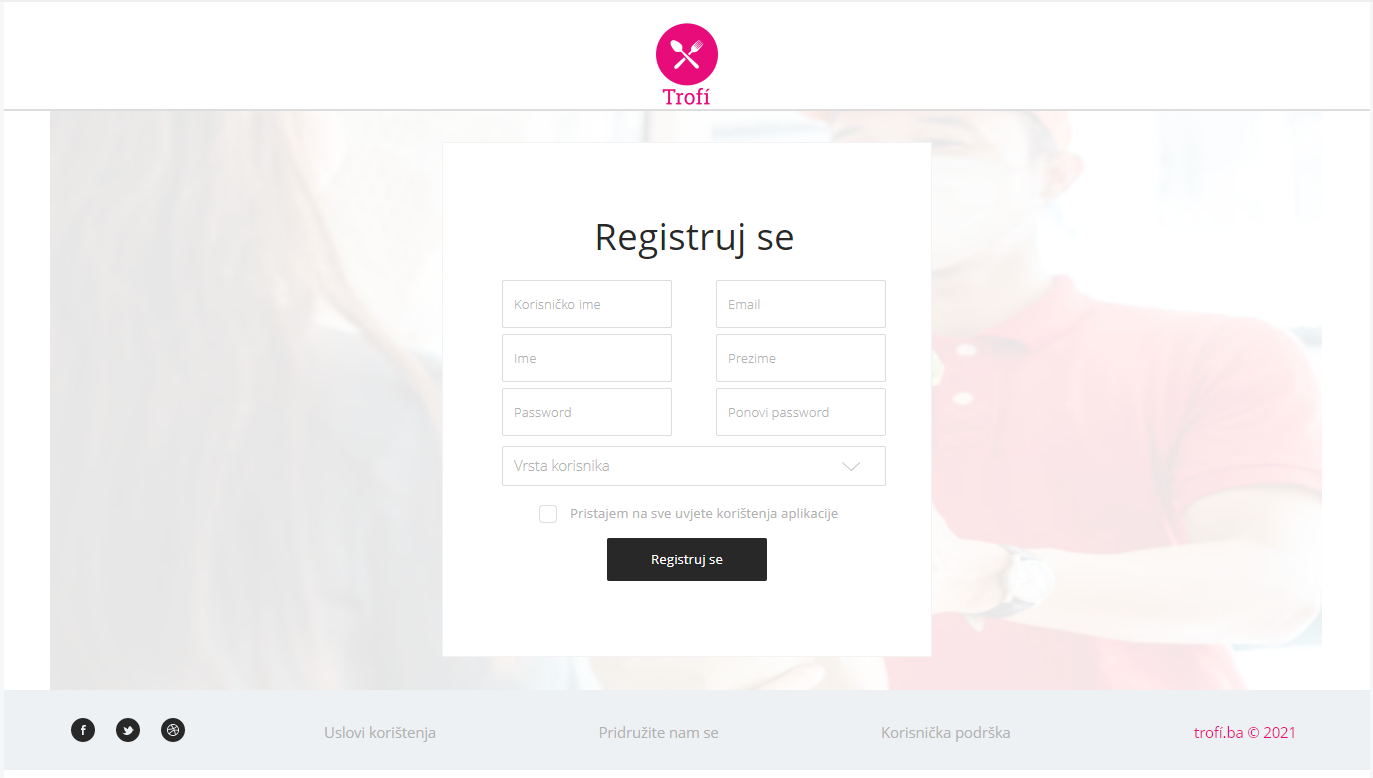 Trofí
Registruj se
Korisničko ime
Email
Ime
Prezime
Password
Ponovi password
Vrsta korisnika
Pristajem na sve uvjete korištenja aplikacije
Registruj se
Uslovi korištenja
Pridružite nam se
Korisnička podrška
trofí.ba © 2021